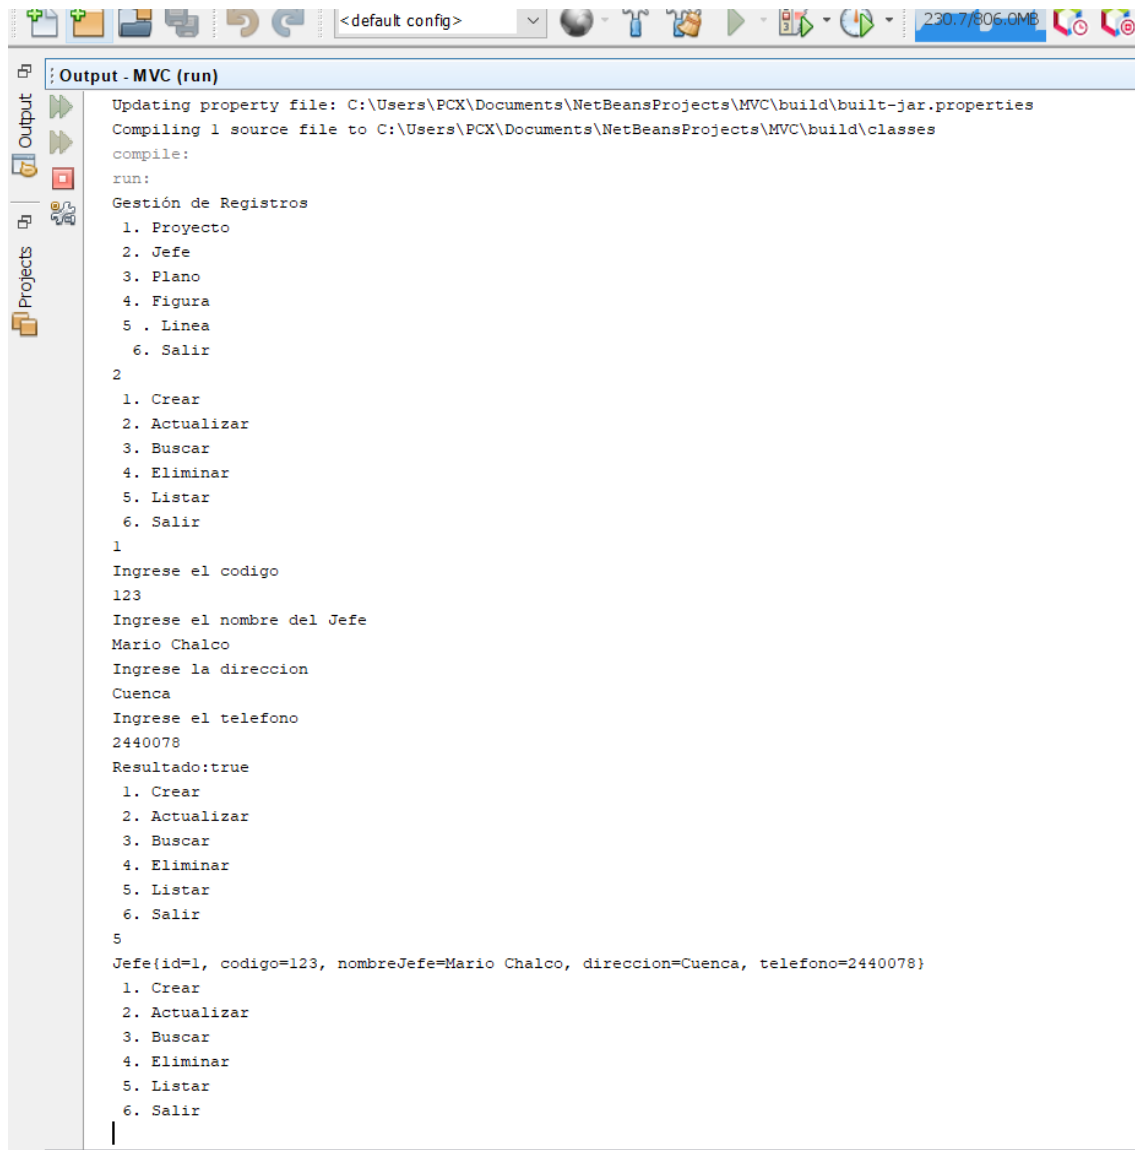 <default config>
230.7/806.0MB
Output - MVC (run)
Output
Projects
Updating property file: C:\Users\PCX\Documents\NetBeansProjects\MVC\build\built-jar.properties
Compiling 1 source file to C:\Users\PCX\Documents\NetBeansProjects\MVC\build\classes
compile:
run:
Gestión de Registros
1. Proyecto
2. Jefe
3. Plano
4. Figura
5 . Linea
6. Salir
2
1. Crear
2. Actualizar
3. Buscar
4. Eliminar
5. Listar
6. Salir
1
Ingrese el codigo
123
Ingrese el nombre del Jefe
Mario Chalco
Ingrese la direccion
Cuenca
Ingrese el telefono
2440078
Resultado:true
1. Crear
2. Actualizar
3. Buscar
4. Eliminar
5. Listar
6. Salir
5
Jefe{id=1, codigo=123, nombreJefe=Mario Chalco, direccion=Cuenca, telefono=2440078}
1. Crear
2. Actualizar
3. Buscar
4. Eliminar
5. Listar
6. Salir